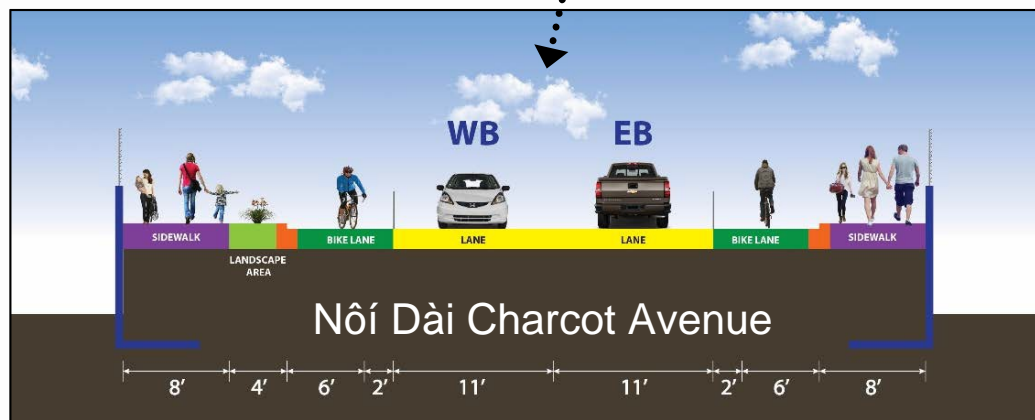 WB EB
SIDEWALK BIKE LANE LANE LANE BIKE LANE SIDEWALK
LANDSCAPE
AREA
Nối Dài Charcot Avenue
8' 4' 6' 2' 11' 11' 2' 6' 8'